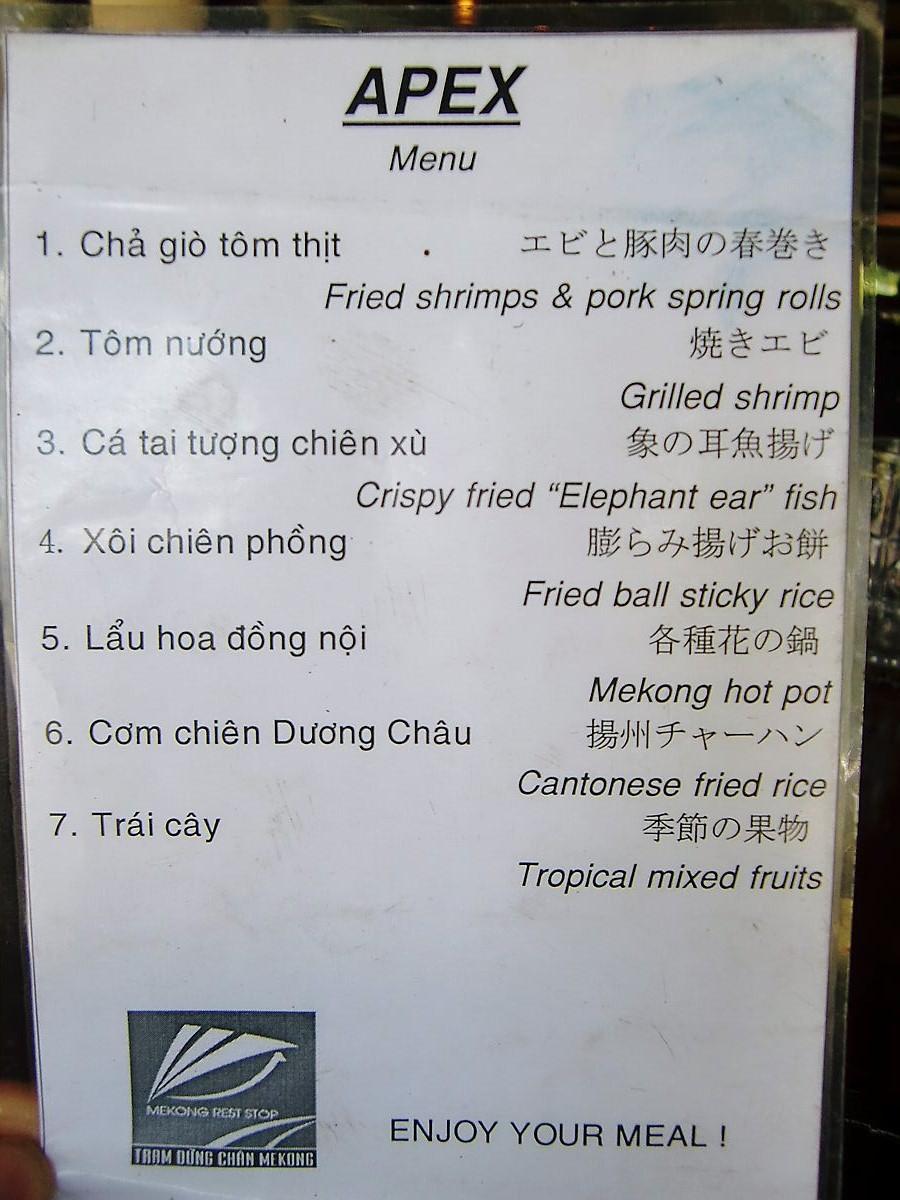 APEX
Menu
1. Chả giò tôm thịt エビと豚肉の春巻き
Fried shrimps & pork spring rolls
2. Tôm nướng 焼きエビ
Grilled shrimp
3. Cá tai tượng chiên xù 象の耳魚揚げ
Crispy fried “Elephant ear” fish
4. Xôi chiên phồng 膨らみ揚げお餅
Fried ball sticky rice
5. Lẩu hoa đồng nội 各種花の鍋
Mekong hot pot
6. Cơm chiên Dương Châu 揚州チャーハン
Cantonese fried rice
7. Trái cây 季節の果物
Tropical mixed fruits
MEKONG REST STOP
TRẠM DỪNG CHÂN MEKONG
ENJOY YOUR MEAL !